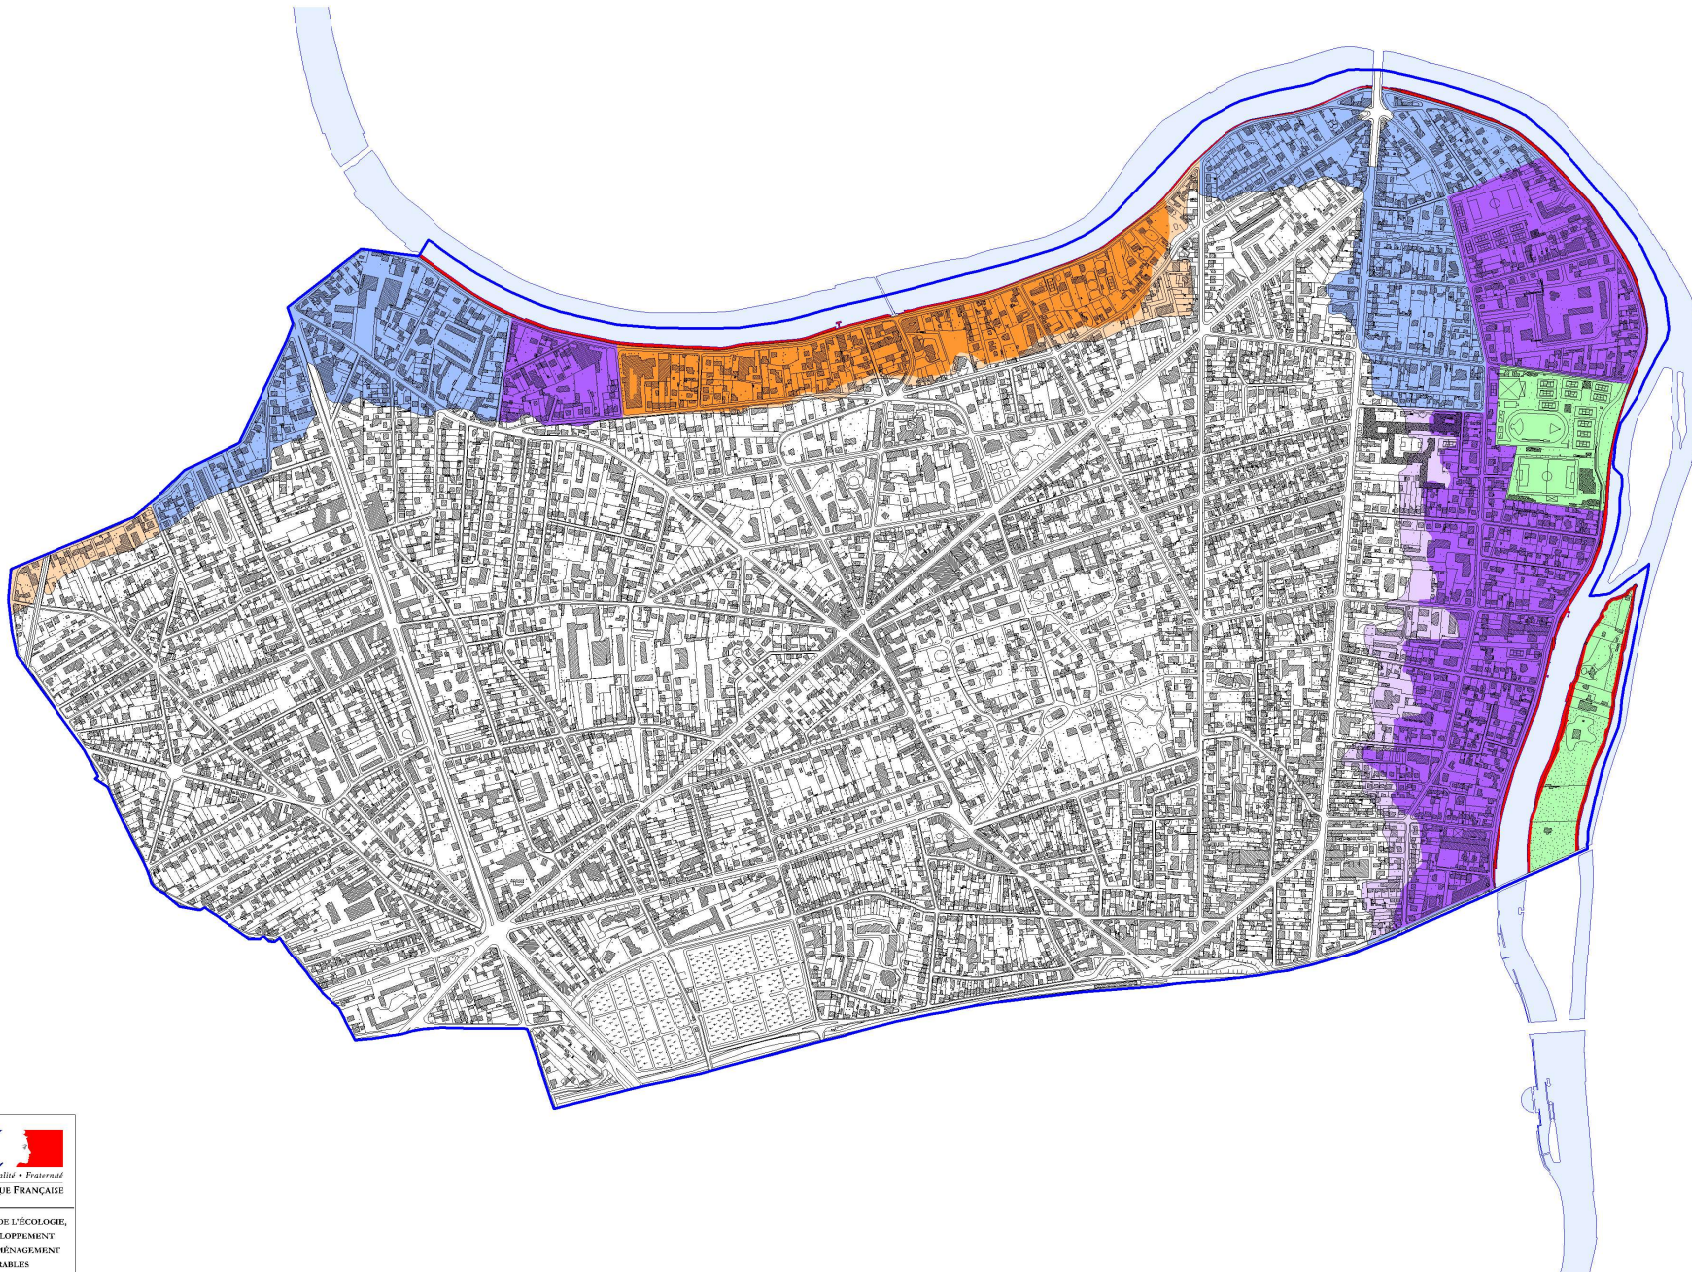 alité • Fraternité
UE FRANÇAISE
DE L'ÉCOLOGIE,
LOPPEMENT
MÉNAGEMENT
RABLES